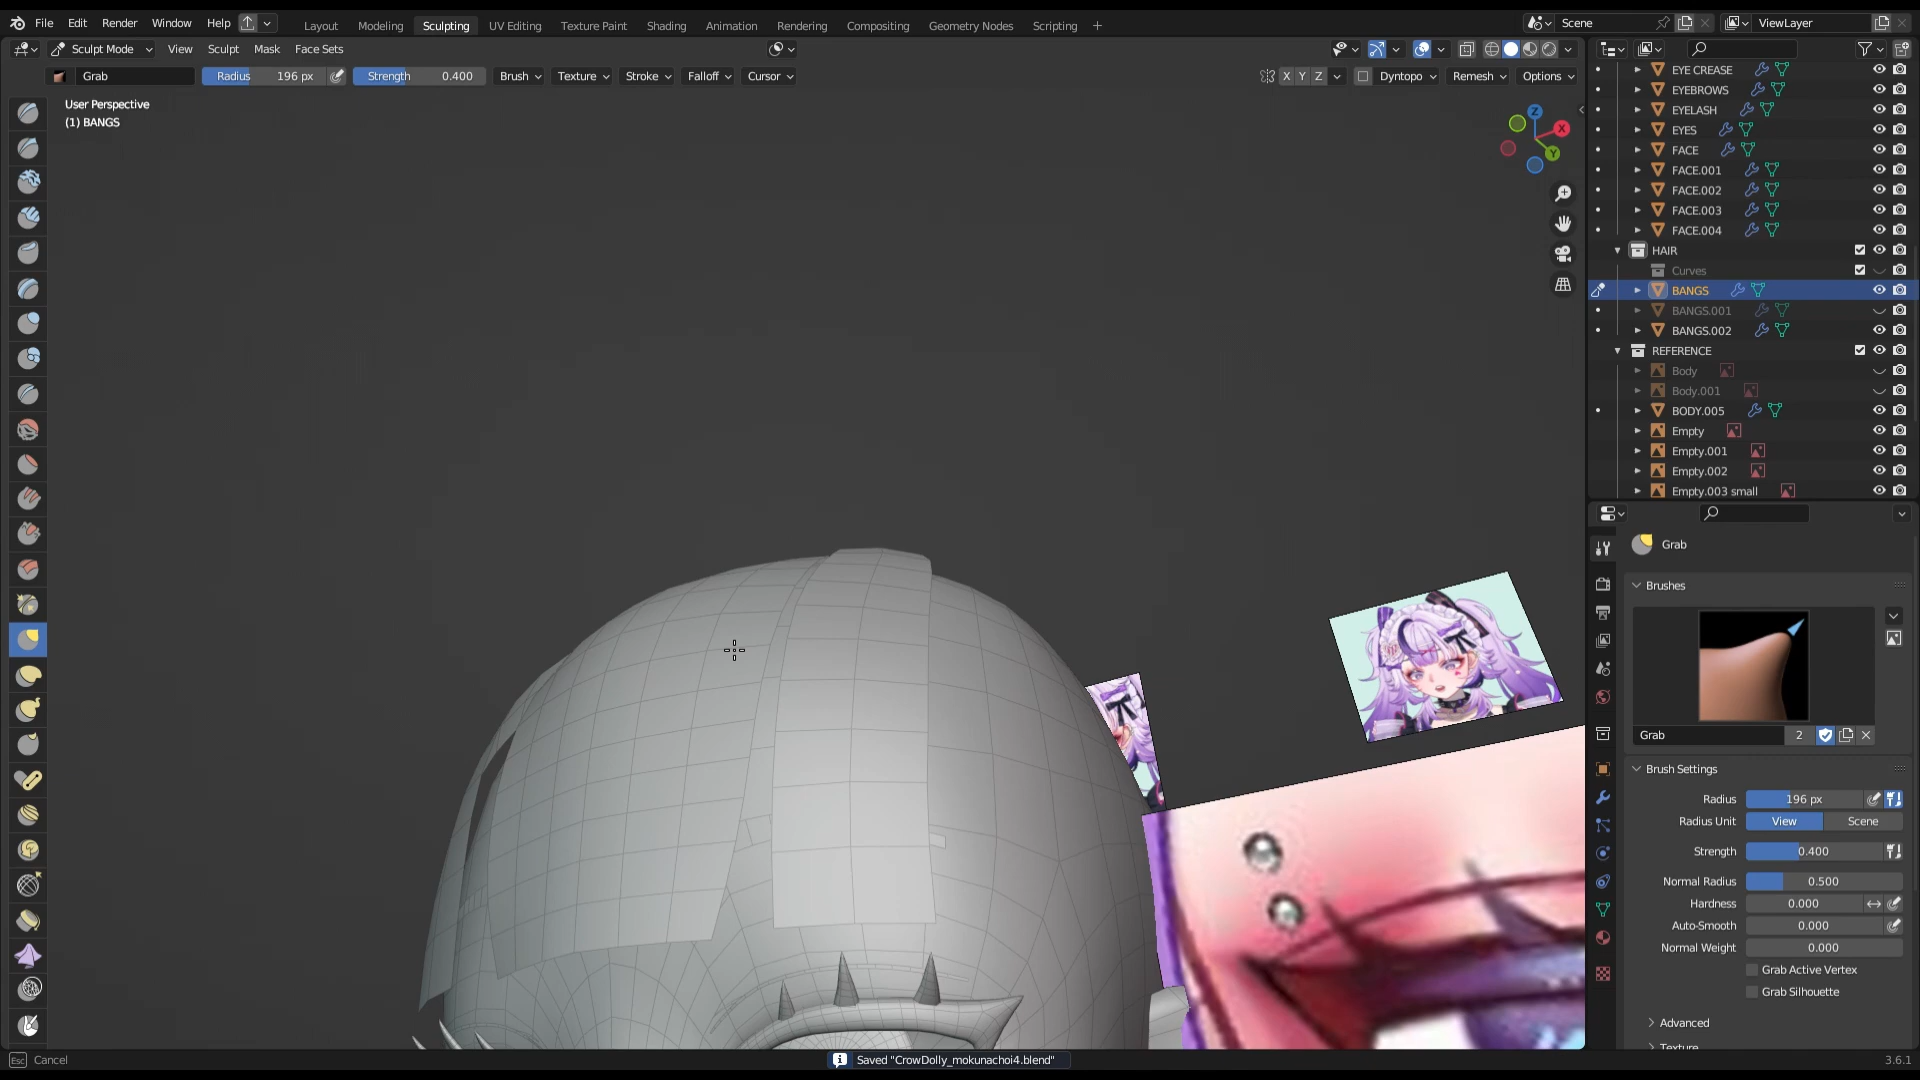 File Edit Render Window Help
Layout Modeling Sculpting UV Editing Texture Paint Shading Animation Rendering Compositing Geometry Nodes Scripting +
Scene
ViewLayer
Sculpt Mode View Sculpt Mask Face Sets
Grab Radius 196 px Strength 0.400 Brush Texture Stroke Falloff Cursor
X Y Z Dyntopo Remesh Options
User Perspective
(1) BANGS
Z
X
Y
EYE CREASE
EYEBROWS
EYELASH
EYES
FACE
FACE.001
FACE.002
FACE.003
FACE.004
HAIR
Curves
BANGS
BANGS.001
BANGS.002
REFERENCE
Body
Body.001
BODY.005
Empty
Empty.001
Empty.002
Empty.003 small
Grab
Brushes
Grab 2
Brush Settings
Radius 196 px
Radius Unit View Scene
Strength 0.400
Normal Radius 0.500
Hardness 0.000
Auto-Smooth 0.000
Normal Weight 0.000
Grab Active Vertex
Grab Silhouette
Advanced
Texture
Esc Cancel
Saved "CrowDolly_mokunachoi4.blend"
3.6.1